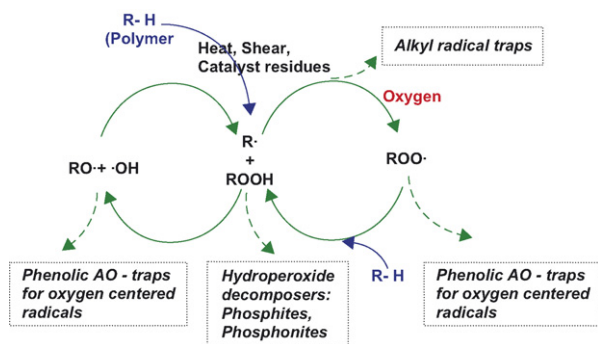 R- H
(Polymer
Heat, Shear,
Catalyst residues
Alkyl radical traps
Oxygen
R·
+
ROOH
RO·+ ·OH
ROO·
R- H
Phenolic AO - traps
for oxygen centered
radicals
Hydroperoxide
decomposers:
Phosphites,
Phosphonites
Phenolic AO - traps
for oxygen centered
radicals